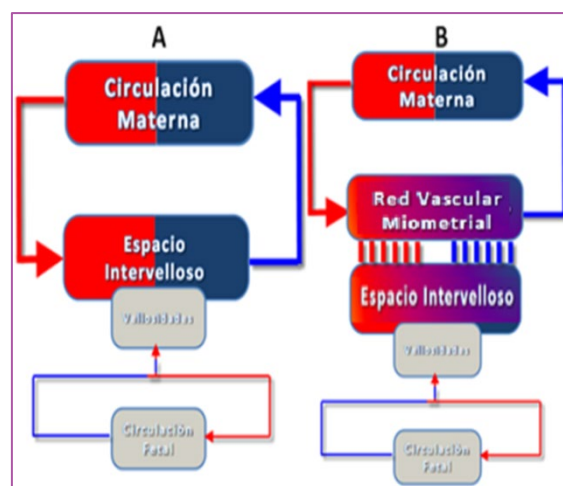 A
Circulación
Materna
Espacio
Intervelloso
Vellosidades
Circulación
Fetal
B
Circulación
Materna
Red Vascular
Miometrial
Espacio Intervelloso
Vellosidades
Circulación
Fetal